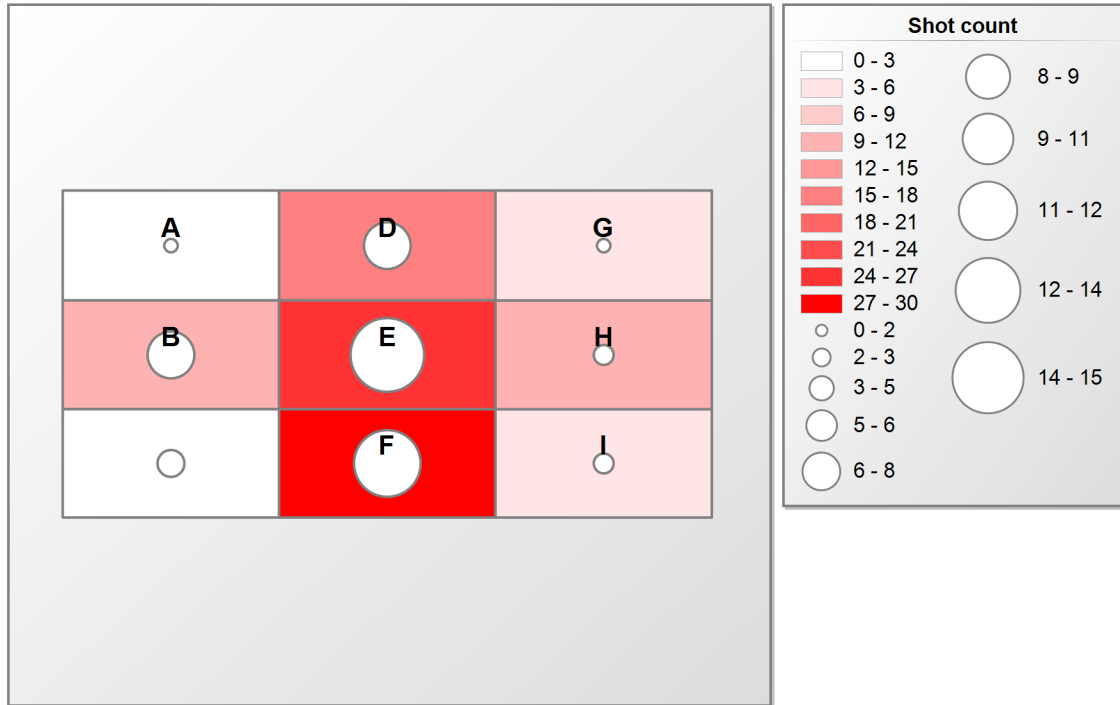 A
D
G
B
E
H
F
I
Shot count
0 - 3
3 - 6
6 - 9
9 - 12
12 - 15
15 - 18
18 - 21
21 - 24
24 - 27
27 - 30
0 - 2
2 - 3
3 - 5
5 - 6
6 - 8
8 - 9
9 - 11
11 - 12
12 - 14
14 - 15